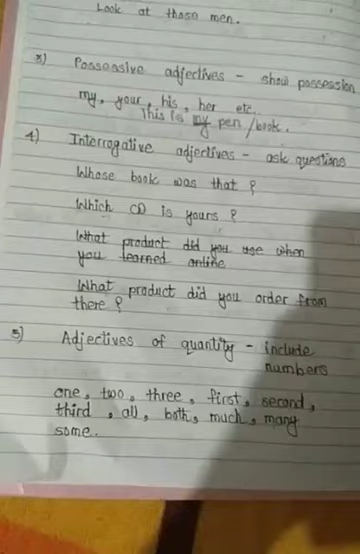 Look at those men.
3) Possessive adjectives - show possession
my, your, his, her etc.
This is my pen / book.
4) Interrogative adjectives - ask questions
Whose book was that ?
Which CD is yours ?
What product did you use when
you learned online
What product did you order from
there ?
5) Adjectives of quantity - include
numbers
one, two, three, first, second,
third, all, both, much, many
some.